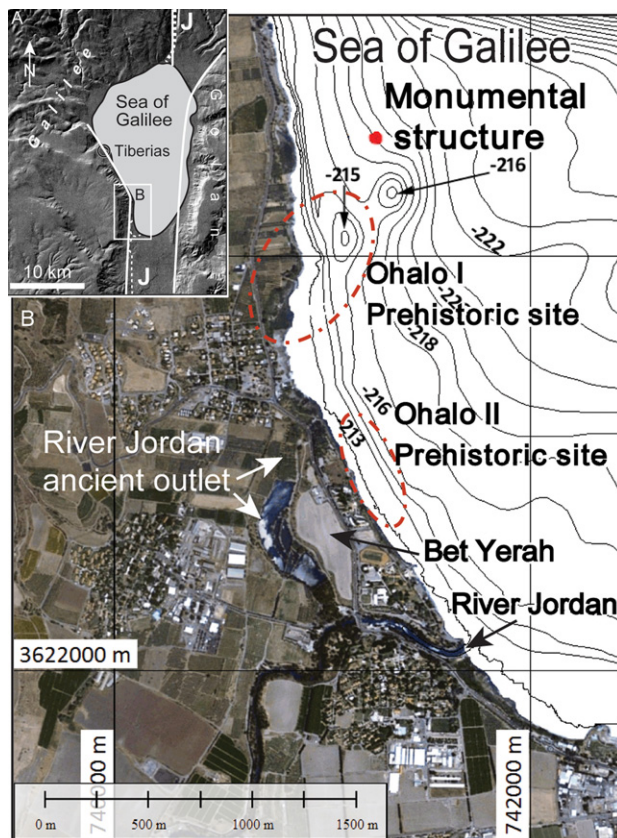 A
N
J
Galilee
Sea of
Galilee
Golan
Tiberias
B
J
10 km
Sea of Galilee
Monumental
structure
-216
-215
-222
Ohalo I
Prehistoric site
-218
-216
Ohalo II
213
Prehistoric site
B
River Jordan
ancient outlet
Bet Yerah
River Jordan
3622000 m
742000 m
0 m
500 m
1000 m
1500 m